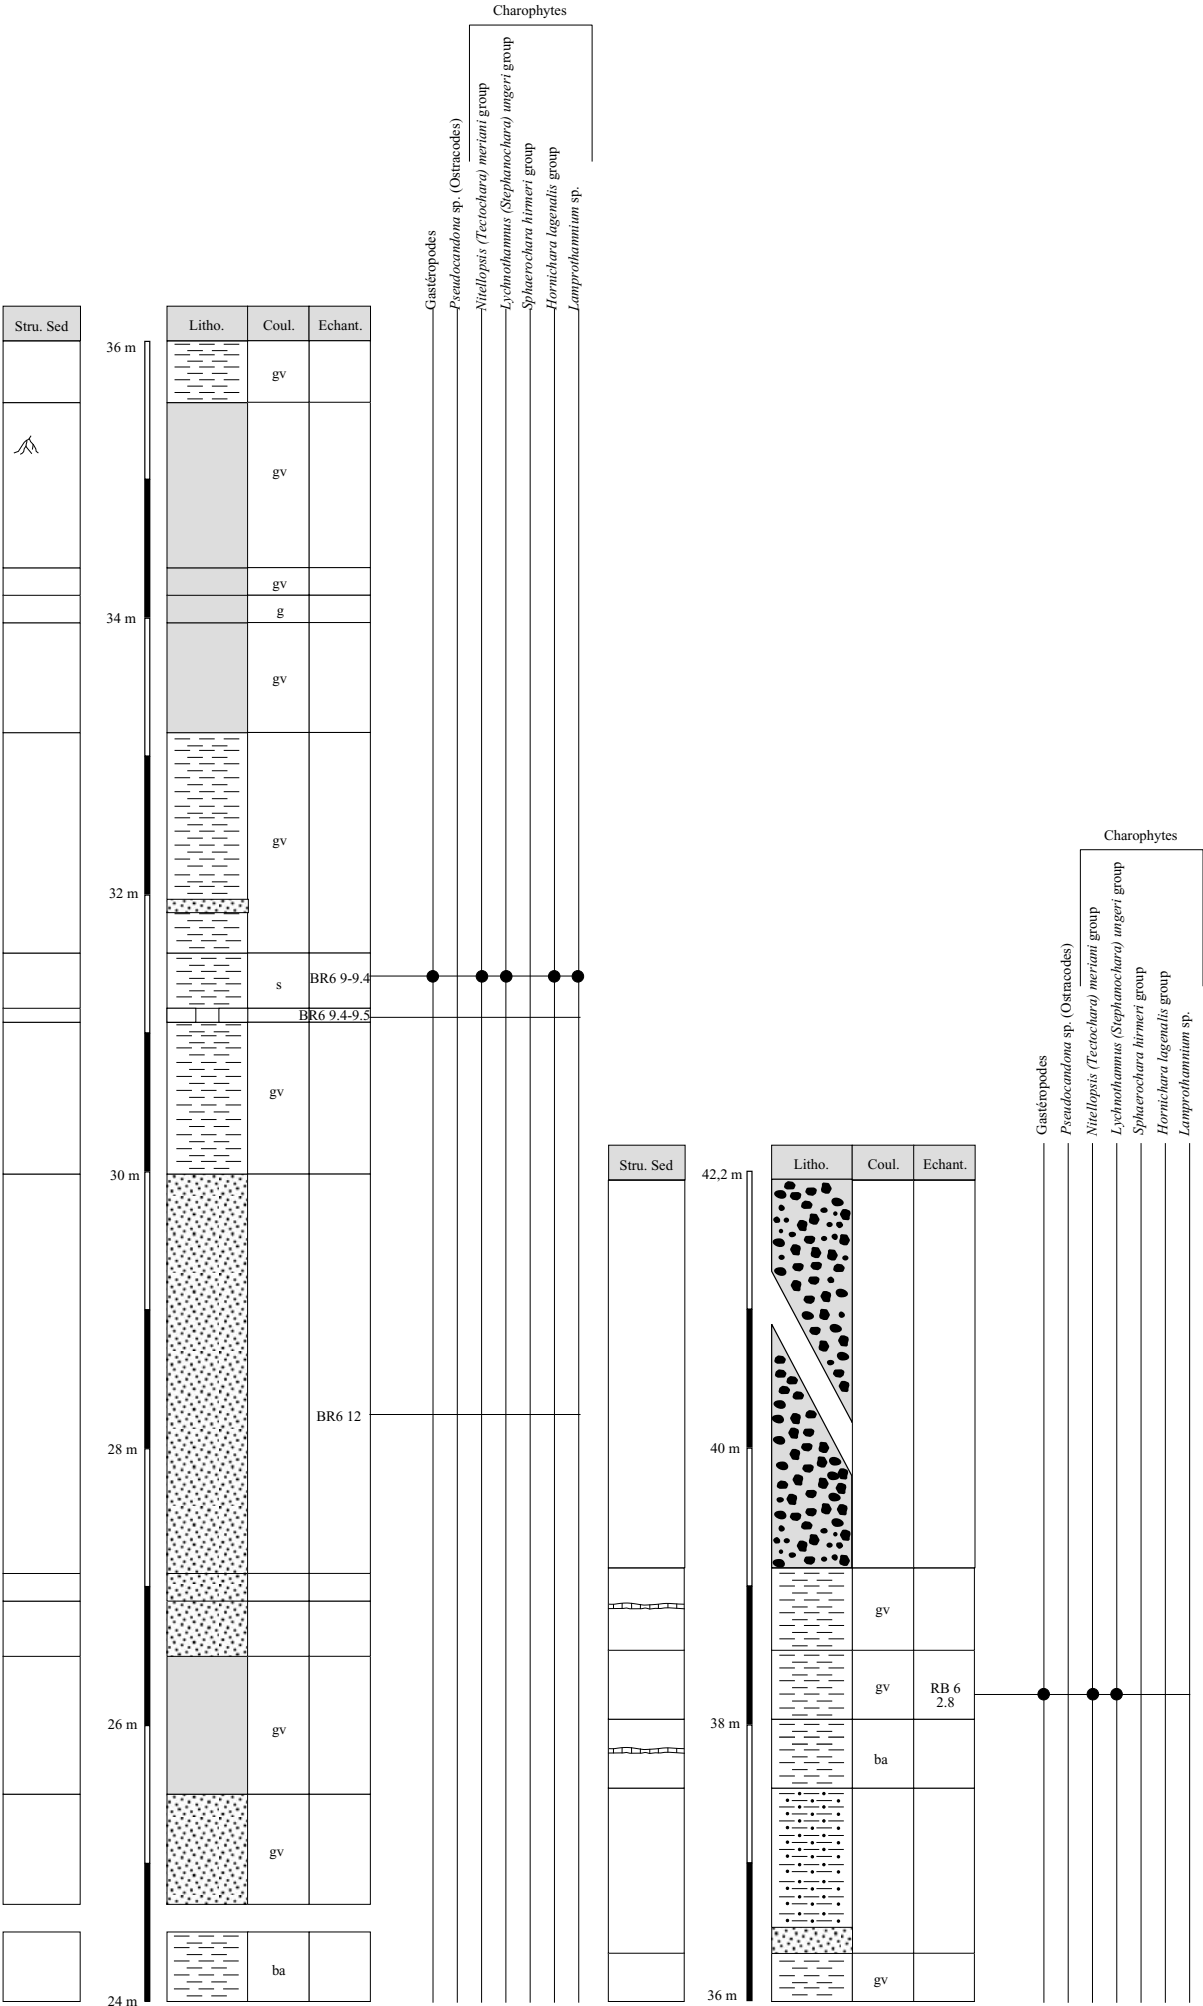 Charophytes
Gastéropodes
Pseudocandona sp. (Ostracodes)
Nitellopsis (Tectochara) meriani group
Lychnothamnus (Stephanochara) ungeri group
Sphaerochara hirmeri group
Hornichara lagenalis group
Lamprothamnium sp.
Stru. Sed
Litho.
Coul.
Echant.
36 m
gv
gv
gv
34 m
g
gv
gv
32 m
s
BR6 9-9.4
BR6 9.4-9.5
gv
30 m
BR6 12
28 m
26 m
gv
gv
ba
24 m
Charophytes
Gastéropodes
Pseudocandona sp. (Ostracodes)
Nitellopsis (Tectochara) meriani group
Lychnothamnus (Stephanochara) ungeri group
Sphaerochara hirmeri group
Hornichara lagenalis group
Lamprothamnium sp.
Stru. Sed
42,2 m
Litho.
Coul.
Echant.
40 m
gv
gv
RB 6
2.8
38 m
ba
gv
36 m